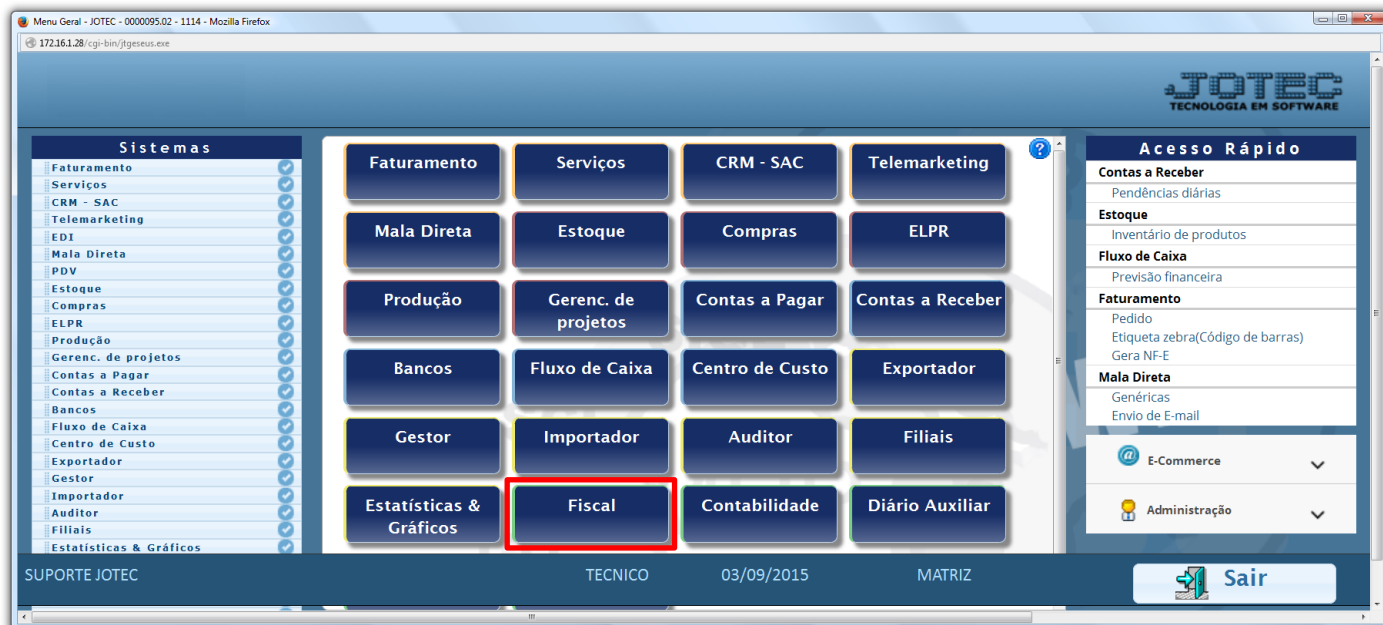 Menu Geral - JOTEC - 0000095.02 - 1114 - Mozilla Firefox
172.16.1.28/cgi-bin/jtgeseus.exe
JOTEC
TECNOLOGIA EM SOFTWARE
Sistemas
Faturamento
Serviços
CRM - SAC
Telemarketing
EDI
Mala Direta
PDV
Estoque
Compras
ELPR
Produção
Gerenc. de projetos
Contas a Pagar
Contas a Receber
Bancos
Fluxo de Caixa
Centro de Custo
Exportador
Gestor
Importador
Auditor
Filiais
Estatísticas & Gráficos
Faturamento
Serviços
CRM - SAC
Telemarketing
Mala Direta
Estoque
Compras
ELPR
Produção
Gerenc. de
projetos
Contas a Pagar
Contas a Receber
Bancos
Fluxo de Caixa
Centro de Custo
Exportador
Gestor
Importador
Auditor
Filiais
Estatísticas &
Gráficos
Fiscal
Contabilidade
Diário Auxiliar
?
Acesso Rápido
Contas a Receber
Pendências diárias
Estoque
Inventário de produtos
Fluxo de Caixa
Previsão financeira
Faturamento
Pedido
Etiqueta zebra(Código de barras)
Gera NF-E
Mala Direta
Genéricas
Envio de E-mail
@ E-Commerce
Administração
SUPORTE JOTEC TECNICO 03/09/2015 MATRIZ
Sair